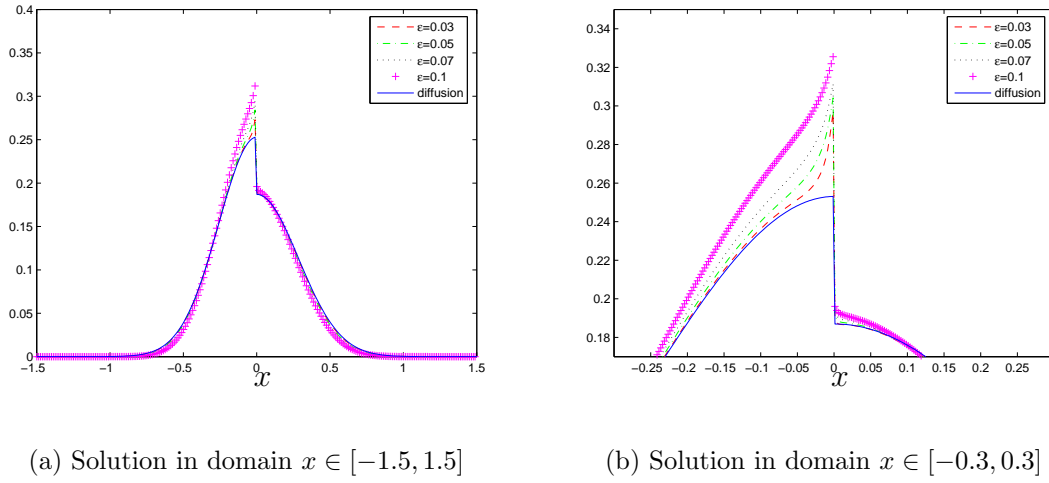 0.4
0.35
0.3
0.25
0.2
0.15
0.1
0.05
0
−1.5 −1 −0.5 0 0.5 1 1.5
x
ε=0.03
ε=0.05
ε=0.07
ε=0.1
diffusion
(a) Solution in domain x ∈ [−1.5, 1.5]
0.34
0.32
0.3
0.28
0.26
0.24
0.22
0.2
0.18
−0.25 −0.2 −0.15 −0.1 −0.05 0 0.05 0.1 0.15 0.2 0.25
x
ε=0.03
ε=0.05
ε=0.07
ε=0.1
diffusion
(b) Solution in domain x ∈ [−0.3, 0.3]